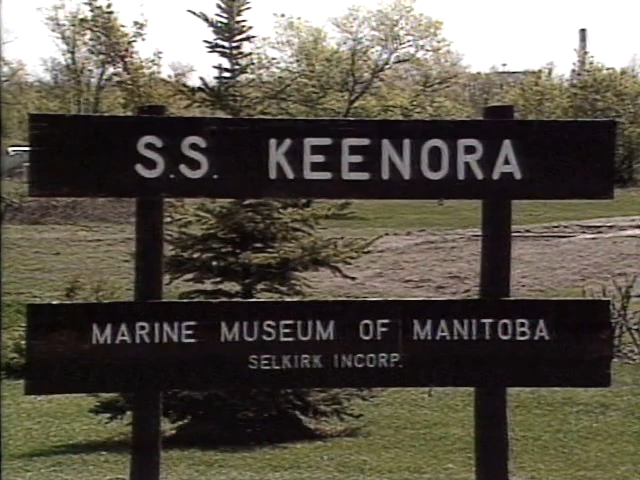 S.S. KEENORA
MARINE MUSEUM OF MANITOBA
SELKIRK INCORP.